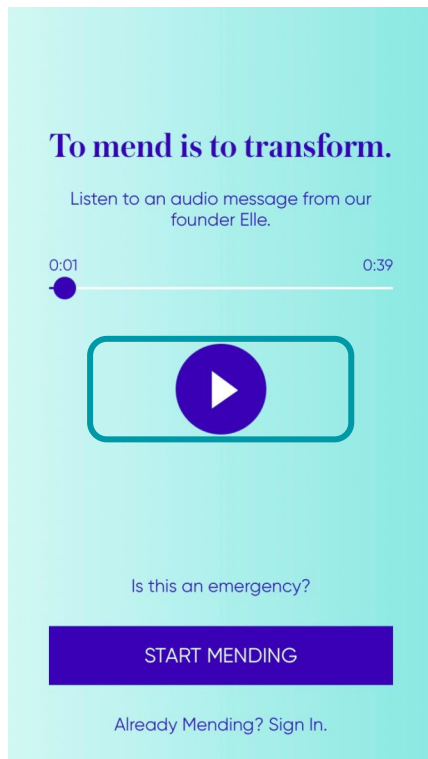 To mend is to transform.
Listen to an audio message from our
founder Elle.
0:01 0:39
Is this an emergency?
START MENDING
Already Mending? Sign In.